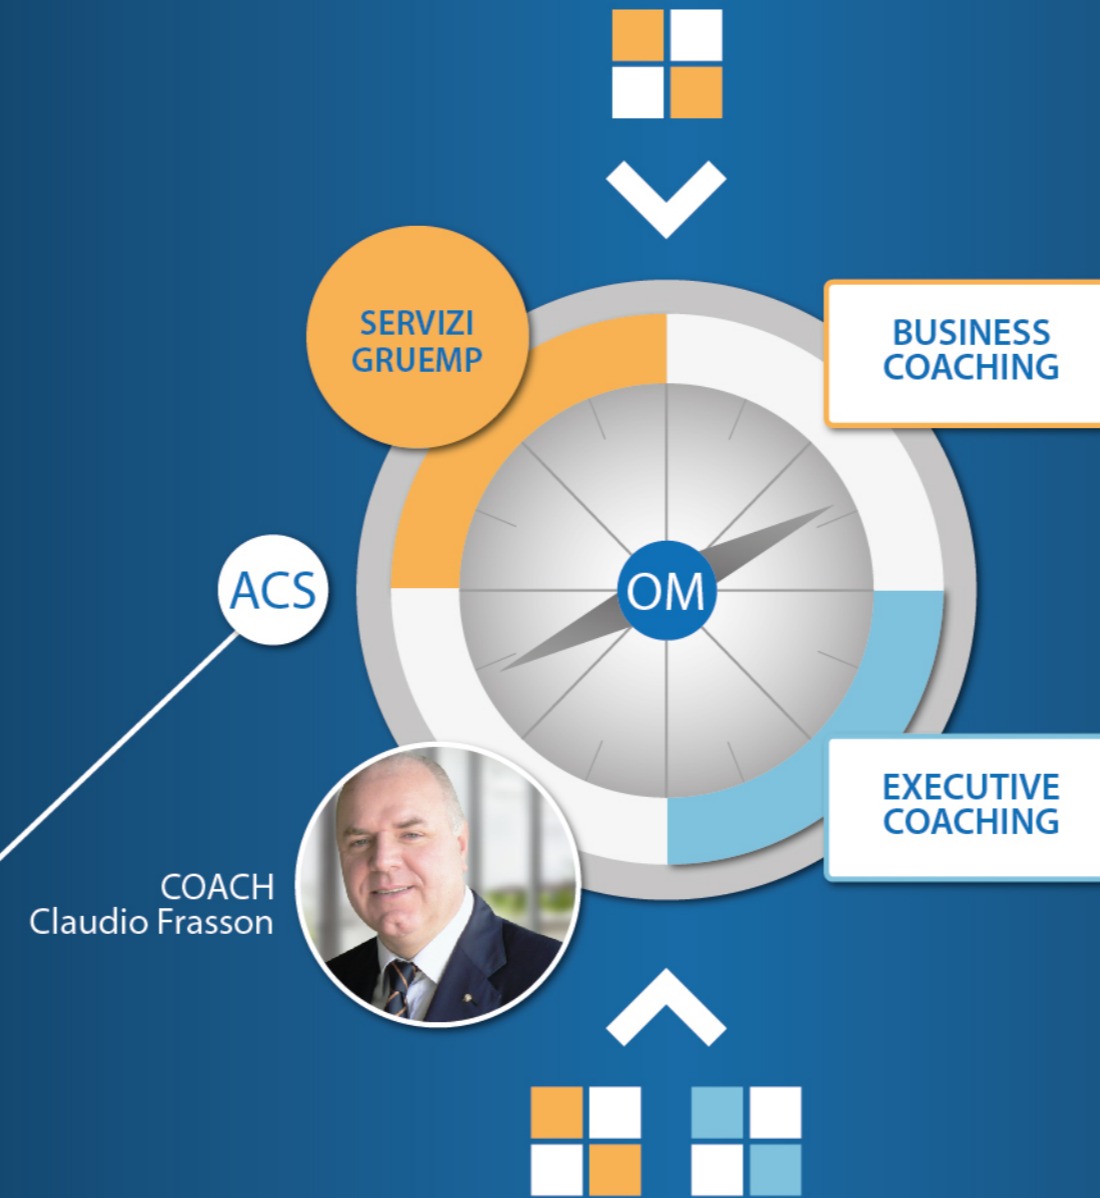 SERVIZI
GRUEMP
BUSINESS
COACHING
ACS
OM
EXECUTIVE
COACHING
COACH
Claudio Frasson